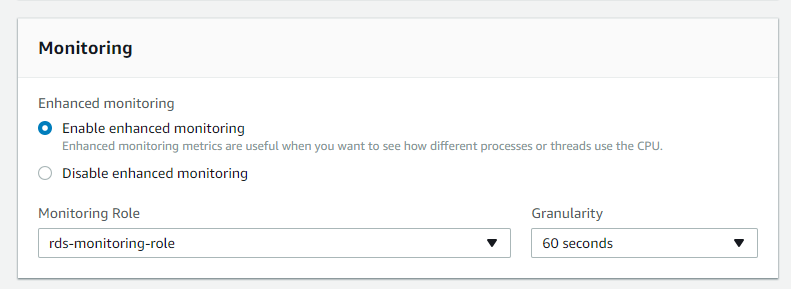 Monitoring
Enhanced monitoring
Enable enhanced monitoring
Enhanced monitoring metrics are useful when you want to see how different processes or threads use the CPU.
Disable enhanced monitoring
Monitoring Role
Granularity
rds-monitoring-role
60 seconds